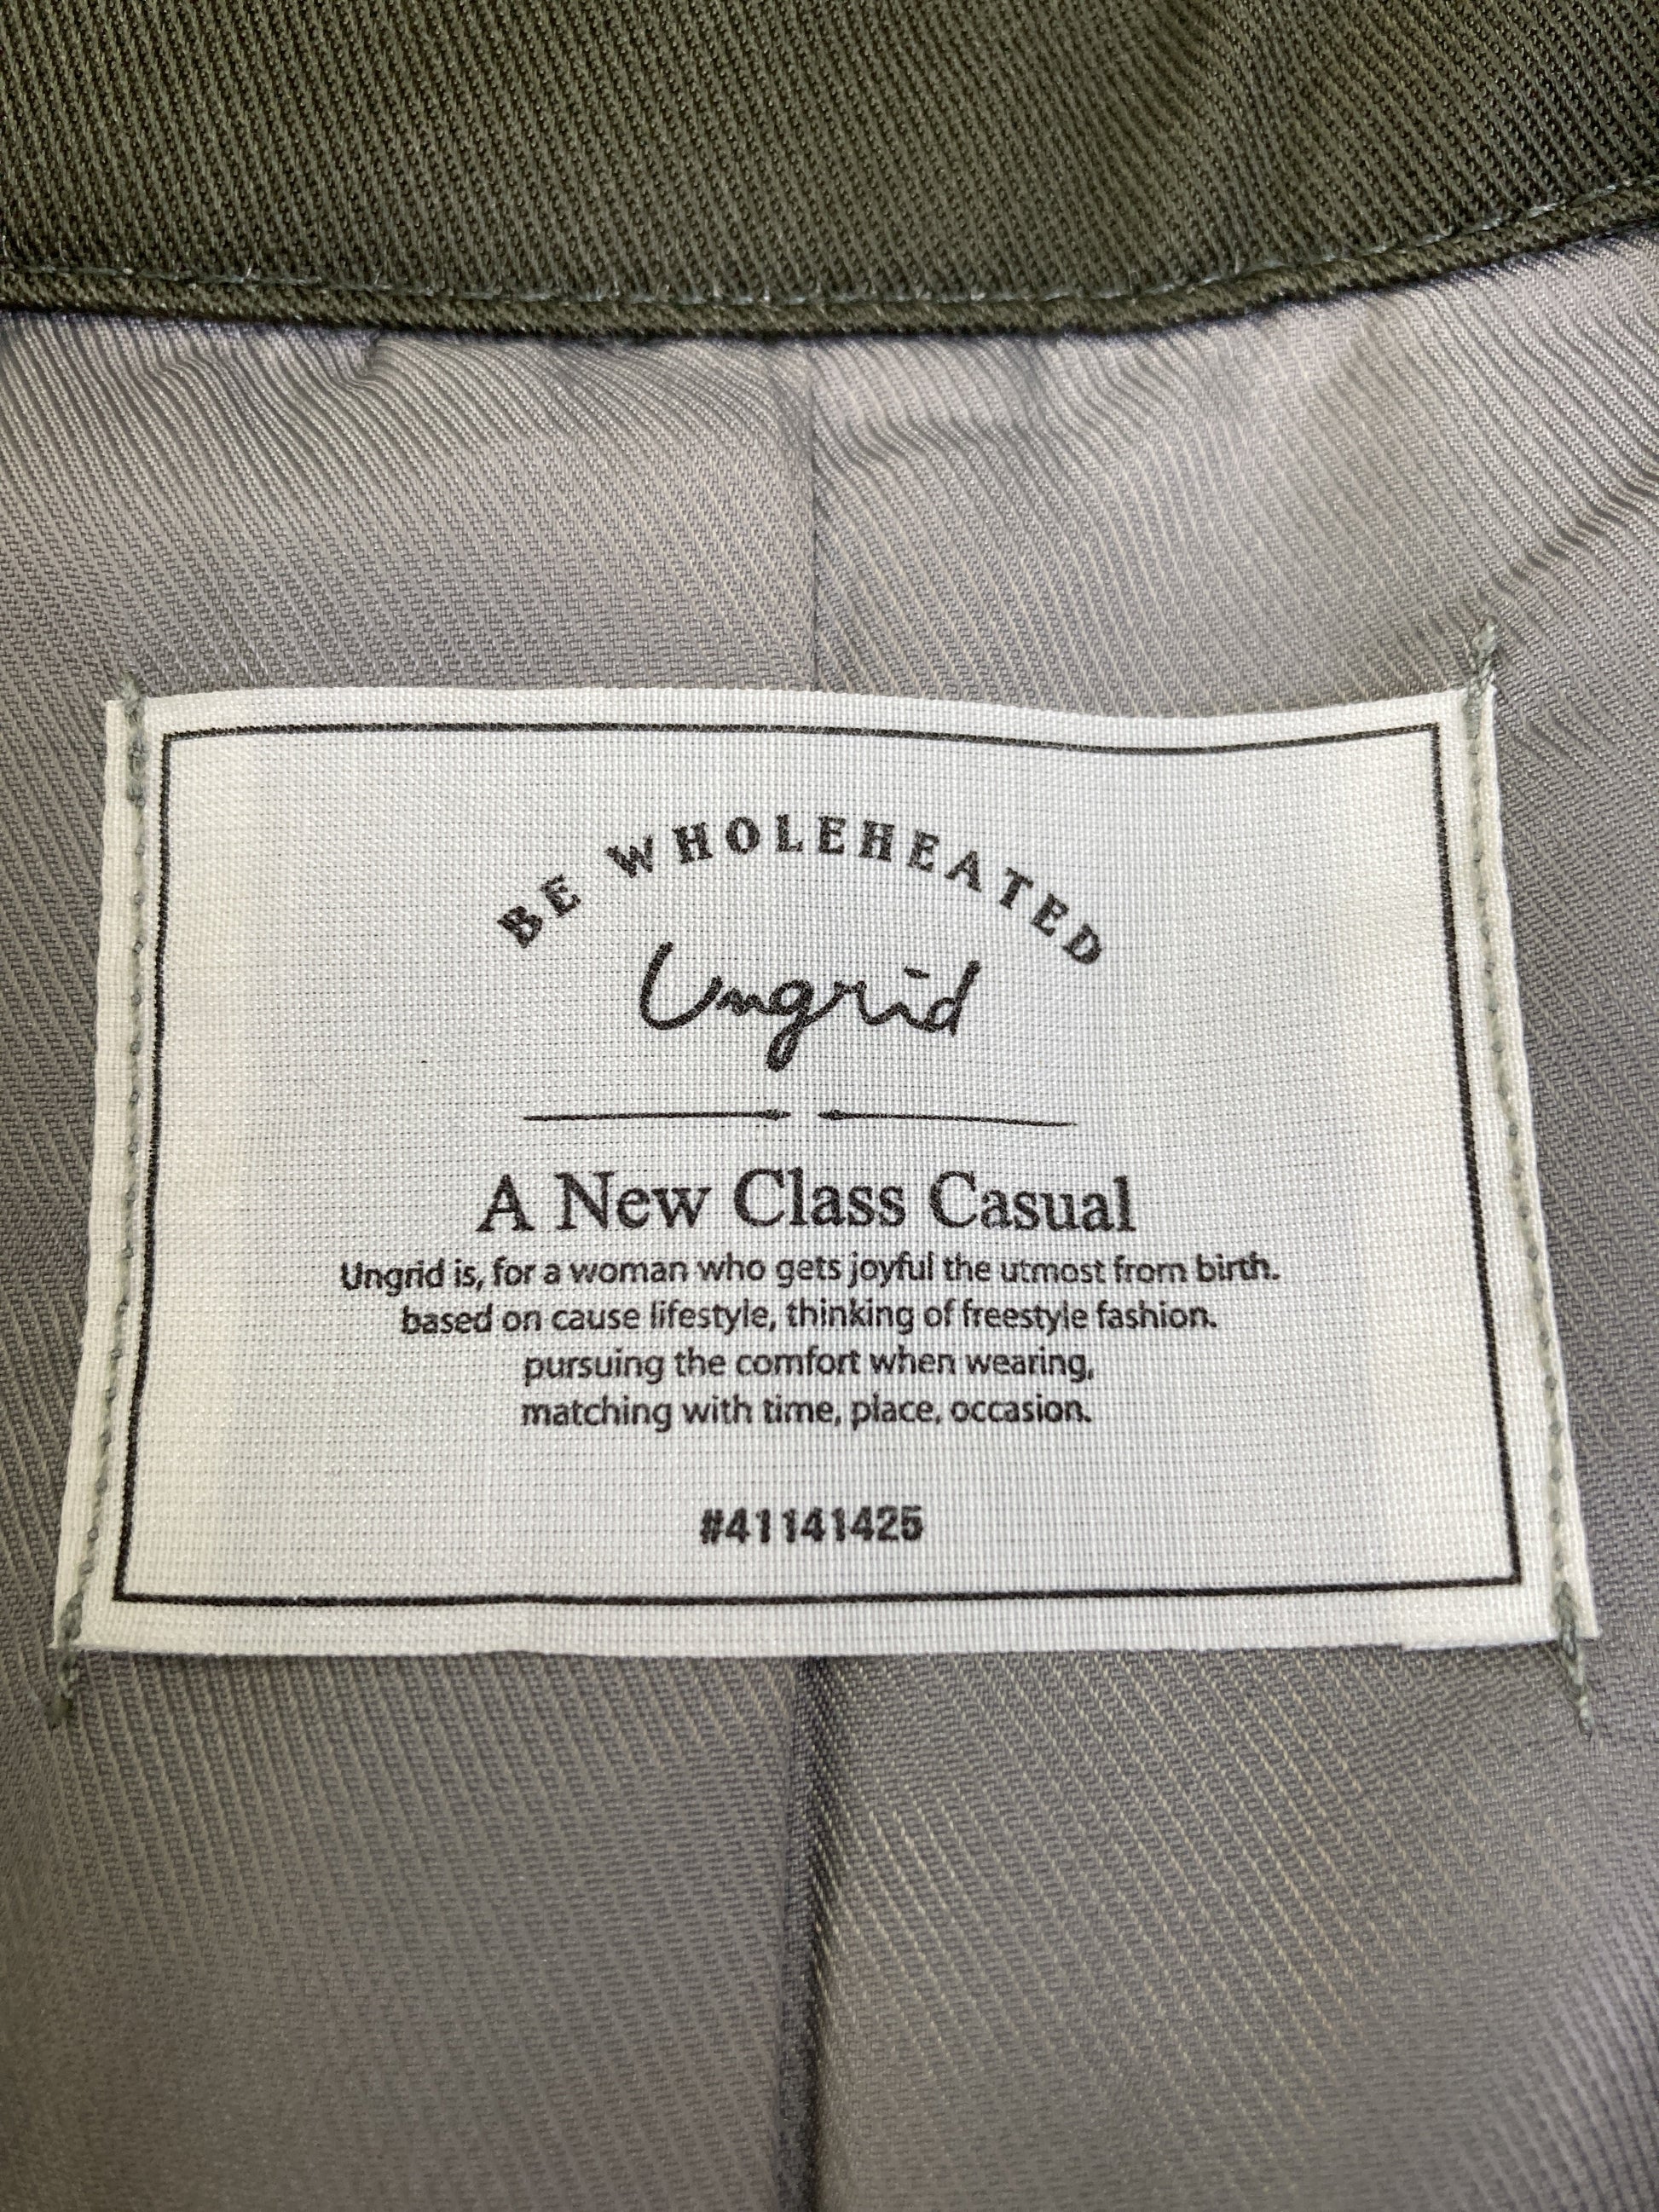 BE WHOLEHEATED
Ungrid
A New Class Casual
Ungrid is, for a woman who gets joyful the utmost from birth.
based on cause lifestyle, thinking of freestyle fashion.
pursuing the comfort when wearing,
matching with time, place, occasion.
#41141425